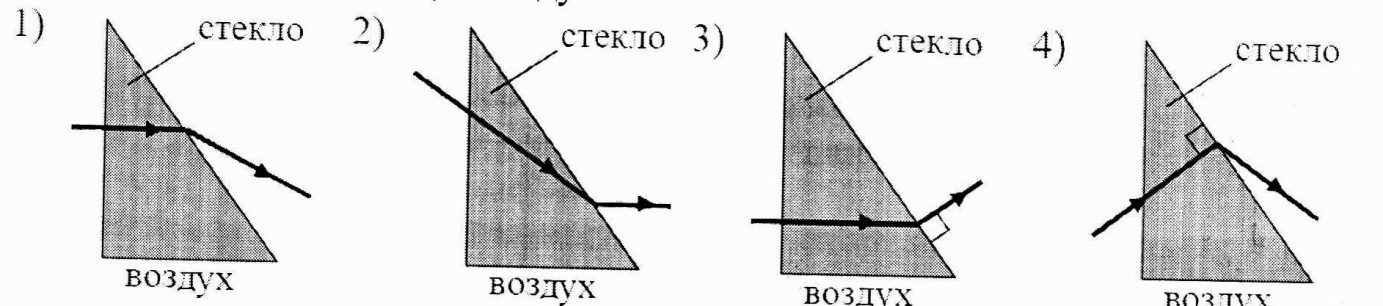 1) стекло 2) стекло 3) стекло 4) стекло
воздух воздух воздух воздух